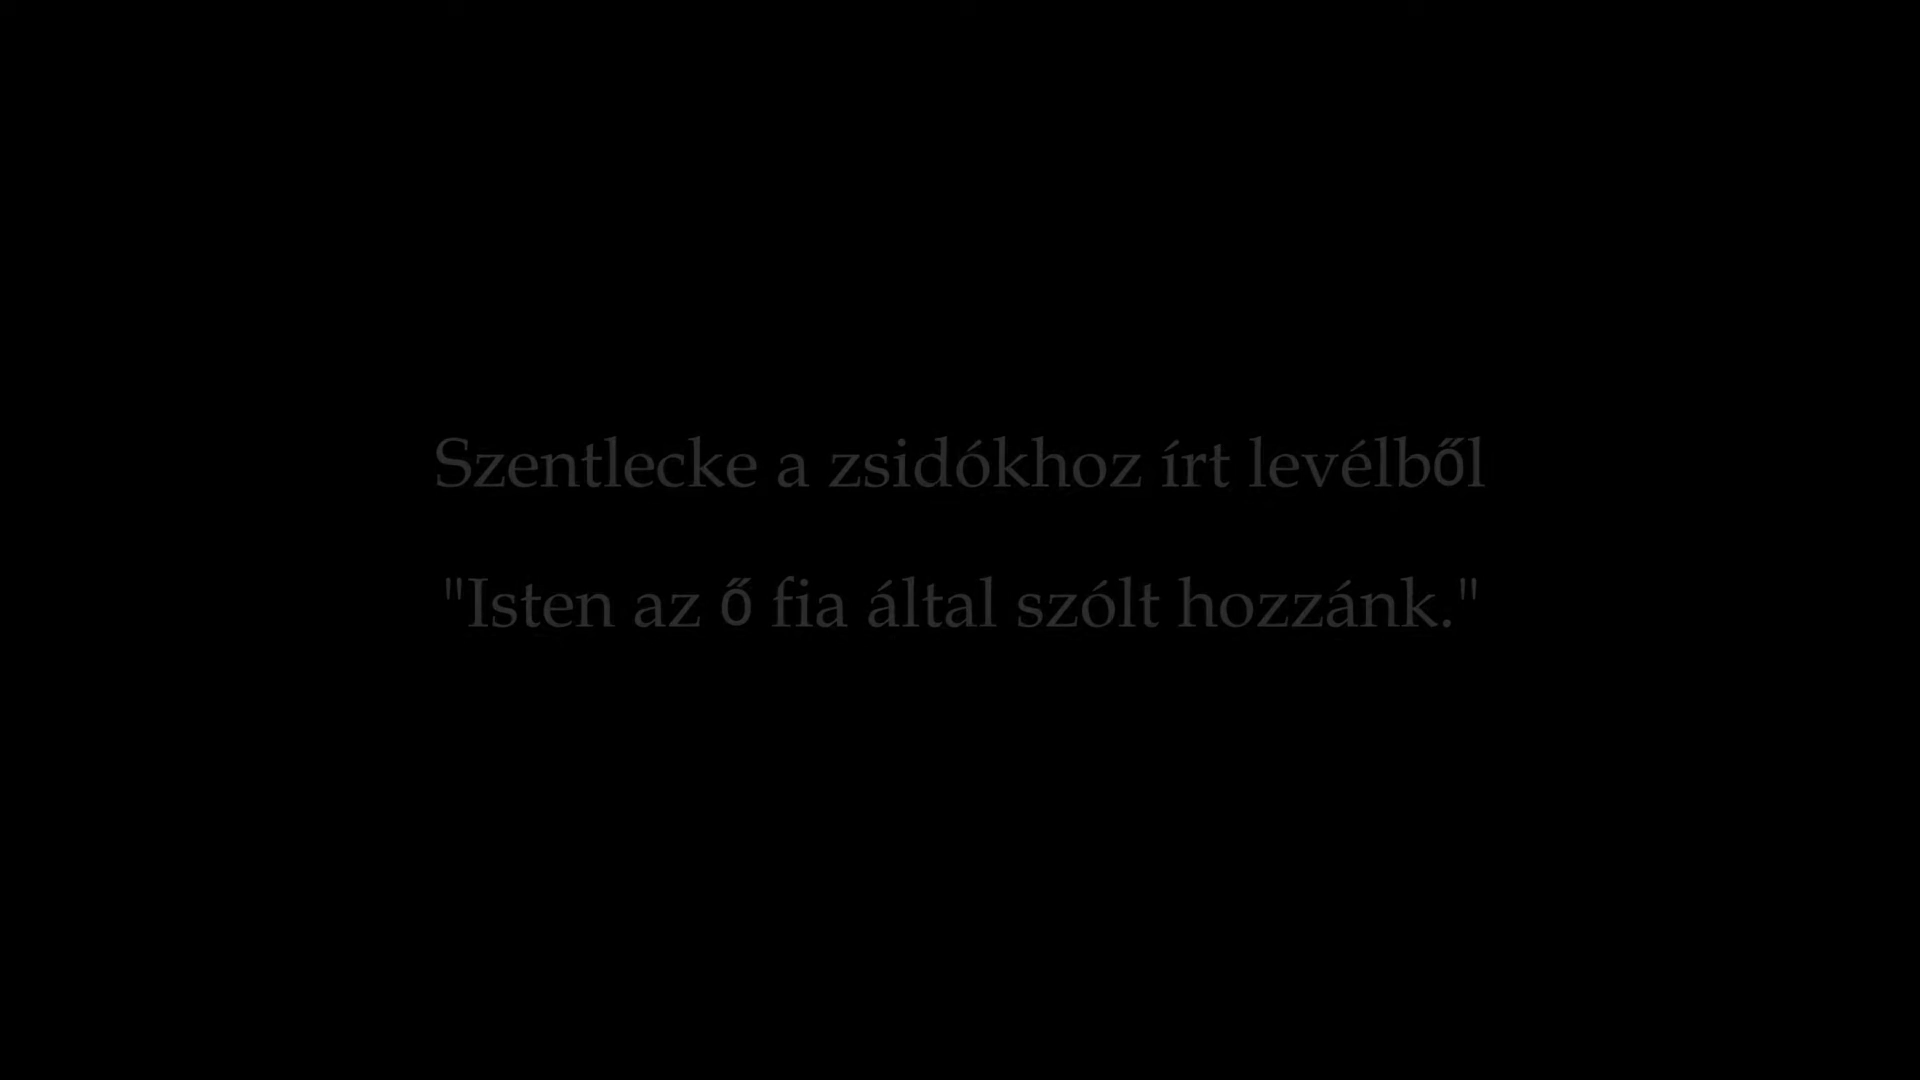 Szentlecke a zsidókhoz írt levélből
"Isten az ő fia által szólt hozzánk."